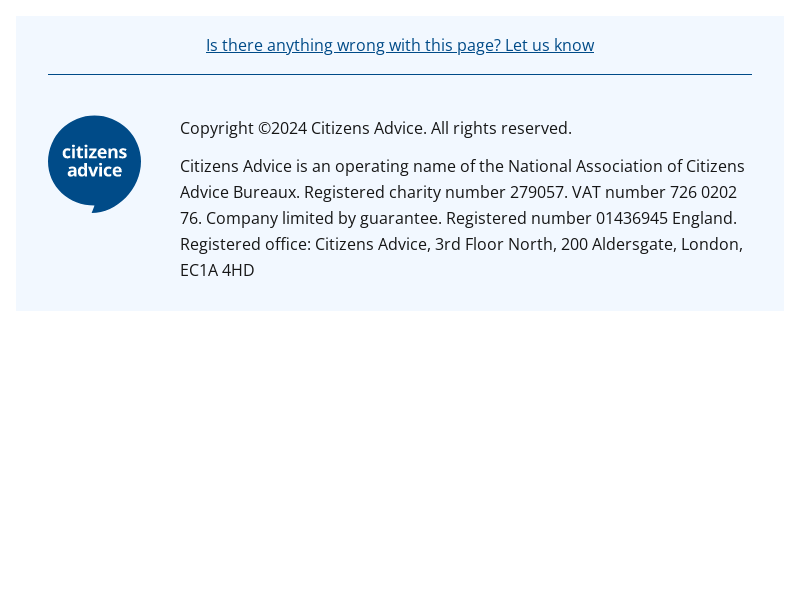 Is there anything wrong with this page? Let us know
citizens
advice
Copyright ©2024 Citizens Advice. All rights reserved.
Citizens Advice is an operating name of the National Association of Citizens
Advice Bureaux. Registered charity number 279057. VAT number 726 0202
76. Company limited by guarantee. Registered number 01436945 England.
Registered office: Citizens Advice, 3rd Floor North, 200 Aldersgate, London,
EC1A 4HD